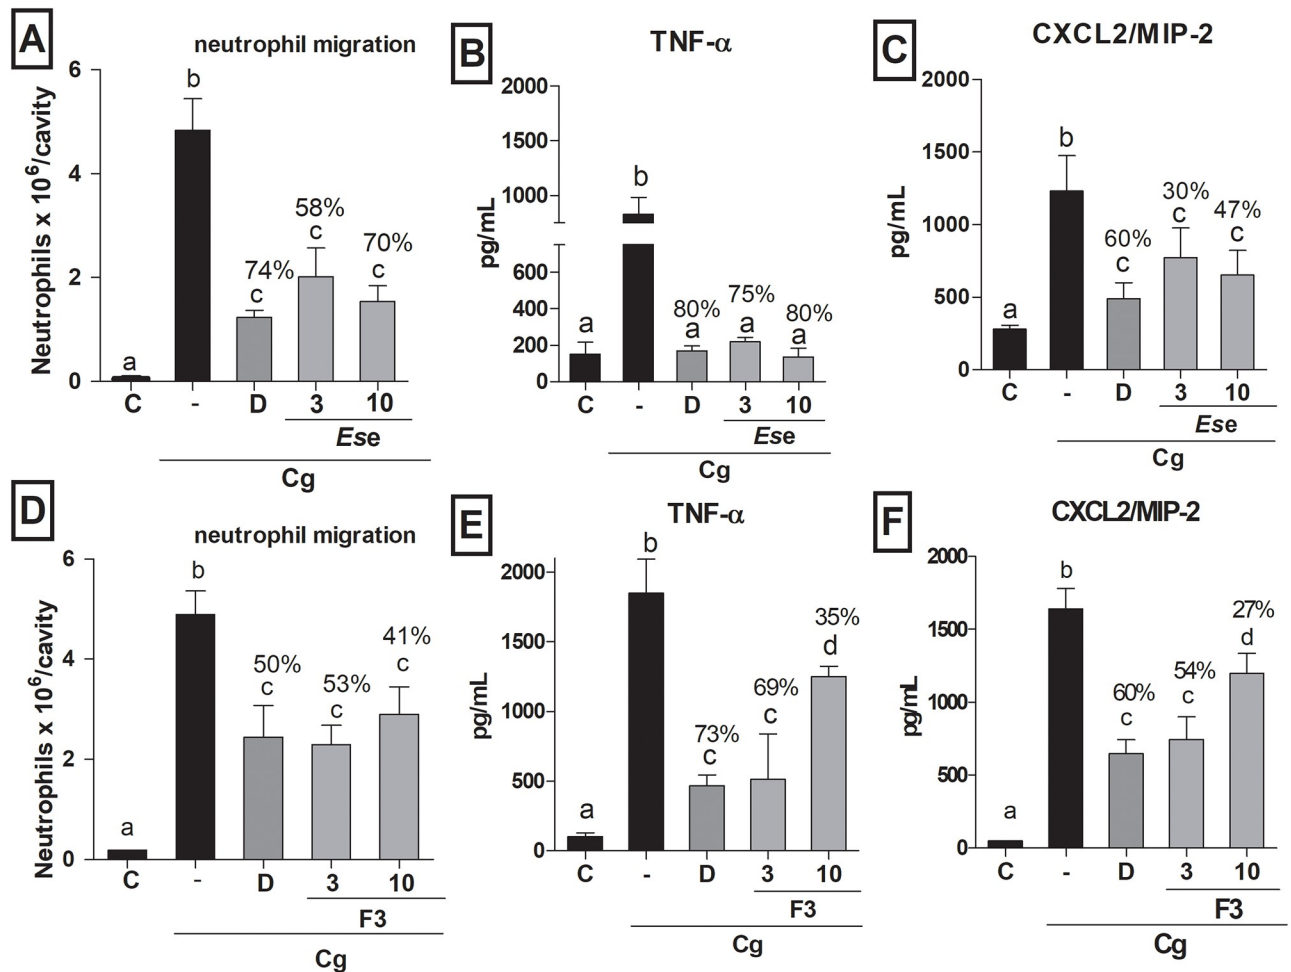 A
neutrophil migration
Neutrophils x 10⁶/cavity
6
4
2
0
a
b
74%
c
58%
c
70%
c
C - D 3 10
Ese
Cg
B
TNF-α
pg/mL
2000
1500
1000
600
400
200
0
a
b
80%
a
75%
a
80%
a
C - D 3 10
Ese
Cg
C
CXCL2/MIP-2
pg/mL
2000
1500
1000
500
0
a
b
60%
c
30%
c
47%
c
C - D 3 10
Ese
Cg
D
neutrophil migration
Neutrophils x 10⁶/cavity
6
4
2
0
a
b
50%
c
53%
c
41%
c
C - D 3 10
F3
Cg
E
TNF-α
pg/mL
2000
1500
1000
500
0
a
b
73%
c
69%
c
35%
d
C - D 3 10
F3
Cg
F
CXCL2/MIP-2
pg/mL
2000
1500
1000
500
0
a
b
60%
c
54%
c
27%
d
C - D 3 10
F3
Cg